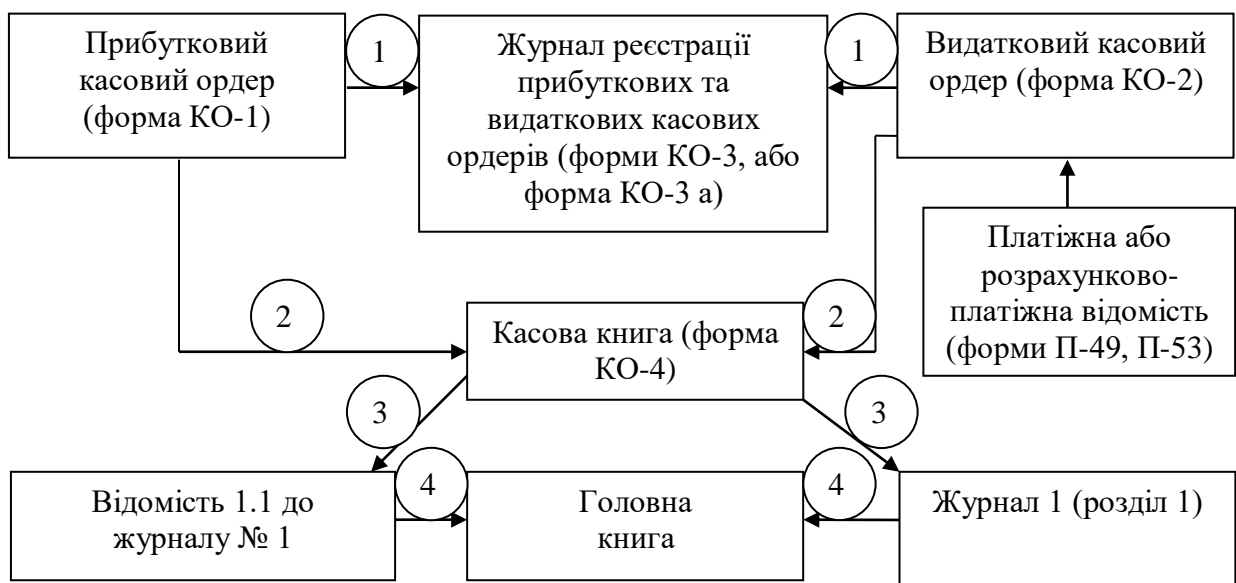 Прибутковий
касовий ордер
(форма КО-1)
1
Журнал реєстрації
прибуткових та
видаткових касових
ордерів (форми КО-3, або
форма КО-3 а)
1
Видатковий касовий
ордер (форма КО-2)
Платіжна або
розрахунково-
платіжна відомість
(форми П-49, П-53)
2
Касова книга (форма
КО-4)
2
3
3
Відомість 1.1 до
журналу № 1
4
Головна
книга
4
Журнал 1 (розділ 1)